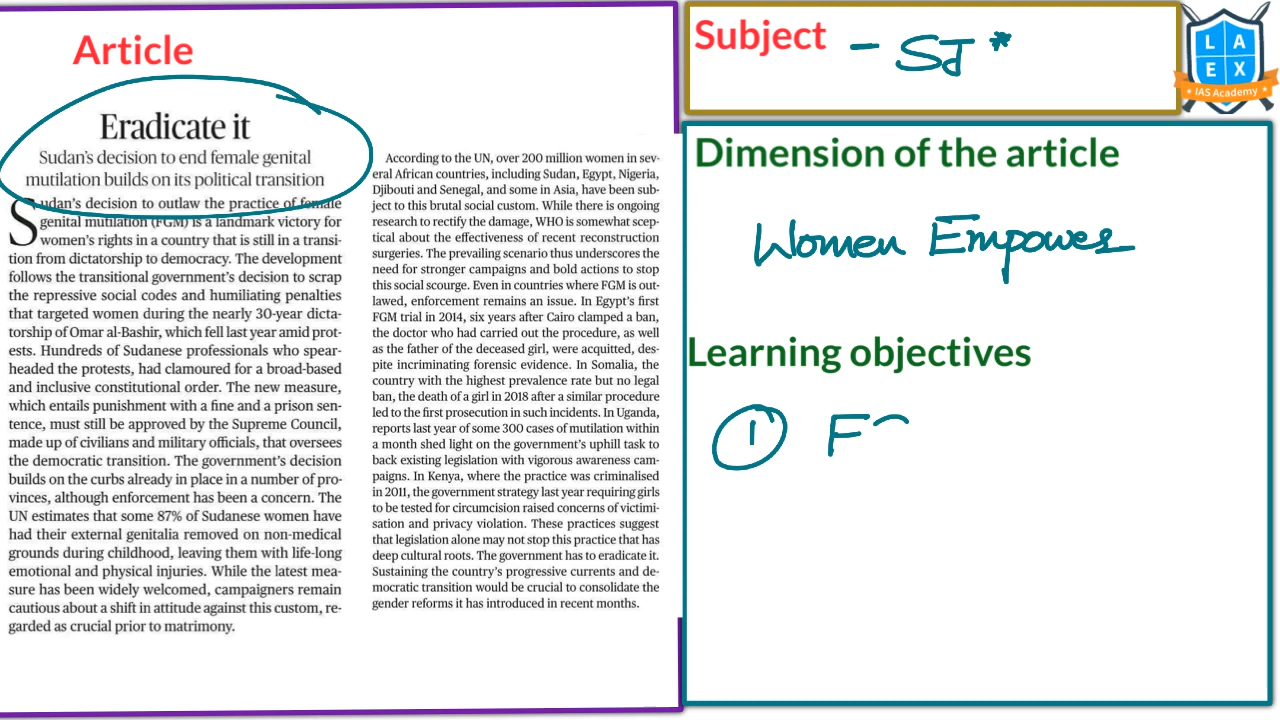 Article
Eradicate it
Sudan's decision to end female genital
mutilation builds on its political transition
Sudan's decision to outlaw the practice of female
genital mutilation (FGM) is a landmark victory for
women's rights in a country that is still in a transi-
tion from dictatorship to democracy. The development
follows the transitional government's decision to scrap
the repressive social codes and humiliating penalties
that targeted women during the nearly 30-year dicta-
torship of Omar al-Bashir, which fell last year amid prot-
ests. Hundreds of Sudanese professionals who spear-
headed the protests, had clamoured for a broad-based
and inclusive constitutional order. The new measure,
which entails punishment with a fine and a prison sen-
tence, must still be approved by the Supreme Council,
made up of civilians and military officials, that oversees
the democratic transition. The government's decision
builds on the curbs already in place in a number of pro-
vinces, although enforcement has been a concern. The
UN estimates that some 87% of Sudanese women have
had their external genitalia removed on non-medical
grounds during childhood, leaving them with life-long
emotional and physical injuries. While the latest mea-
sure has been widely welcomed, campaigners remain
cautious about a shift in attitude against this custom, re-
garded as crucial prior to matrimony.
According to the UN, over 200 million women in sev-
eral African countries, including Sudan, Egypt, Nigeria,
Djibouti and Senegal, and some in Asia, have been sub-
ject to this brutal social custom. While there is ongoing
research to rectify the damage, WHO is somewhat scep-
tical about the effectiveness of recent reconstruction
surgeries. The prevailing scenario thus underscores the
need for stronger campaigns and bold actions to stop
this social scourge. Even in countries where FGM is out-
lawed, enforcement remains an issue. In Egypt's first
FGM trial in 2014, six years after Cairo clamped a ban,
the doctor who had carried out the procedure, as well
as the father of the deceased girl, were acquitted, des-
pite incriminating forensic evidence. In Somalia, the
country with the highest prevalence rate but no legal
ban, the death of a girl in 2018 after a similar procedure
led to the first prosecution in such incidents. In Uganda,
reports last year of some 300 cases of mutilation within
a month shed light on the government's uphill task to
back existing legislation with vigorous awareness cam-
paigns. In Kenya, where the practice was criminalised
in 2011, the government strategy last year requiring girls
to be tested for circumcision raised concerns of victimi-
sation and privacy violation. These practices suggest
that legislation alone may not stop this practice that has
deep cultural roots. The government has to eradicate it.
Sustaining the country's progressive currents and de-
mocratic transition would be crucial to consolidate the
gender reforms it has introduced in recent months.
Subject - SJ *
L A
E X
IAS Academy
Dimension of the article
Women Empower
Learning objectives
① F